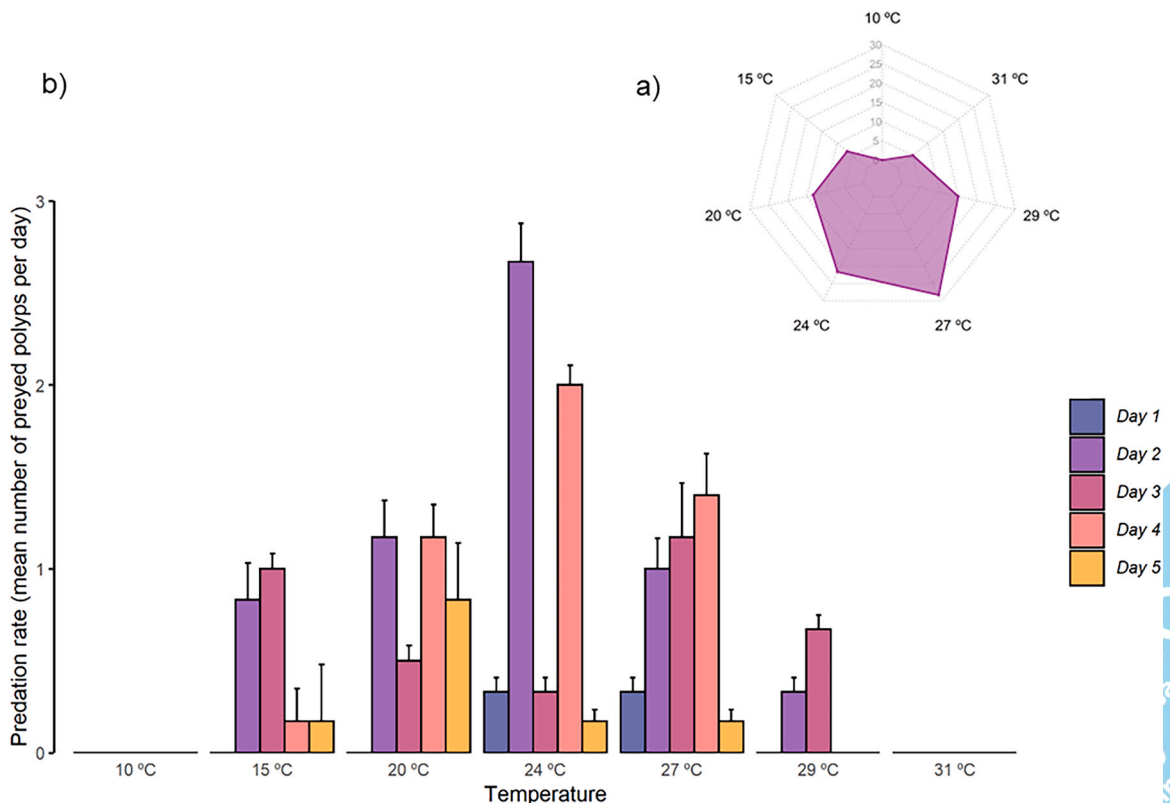 10 ºC
b)
a)
15 ºC
31 ºC
30
25
20
15
10
5
0
20 ºC
29 ºC
24 ºC
27 ºC
Predation rate (mean number of preyed polyps per day)
3
2
1
0
Day 1
Day 2
Day 3
Day 4
Day 5
10 ºC
15 ºC
20 ºC
24 ºC
27 ºC
29 ºC
31 ºC
Temperature